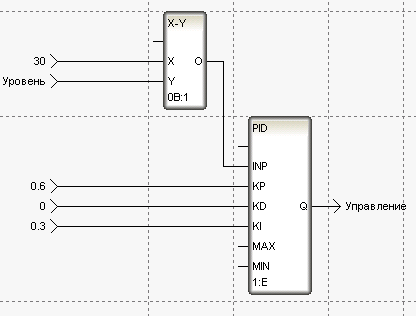 X-Y
30
X O
Уровень
Y
0B:1
PID
INP
0.6
KP
0
KD
Q
Управление
0.3
KI
MAX
MIN
1:E